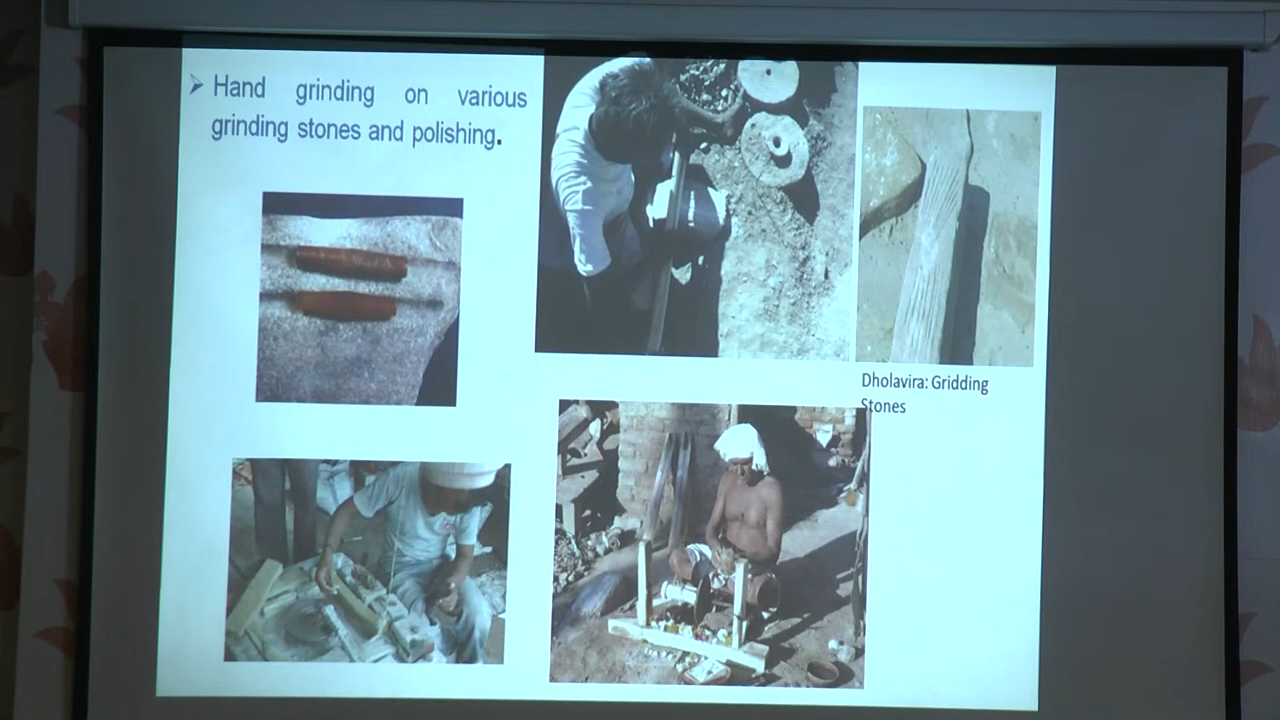 Hand grinding on various
grinding stones and polishing.
Dholavira: Gridding
Stones